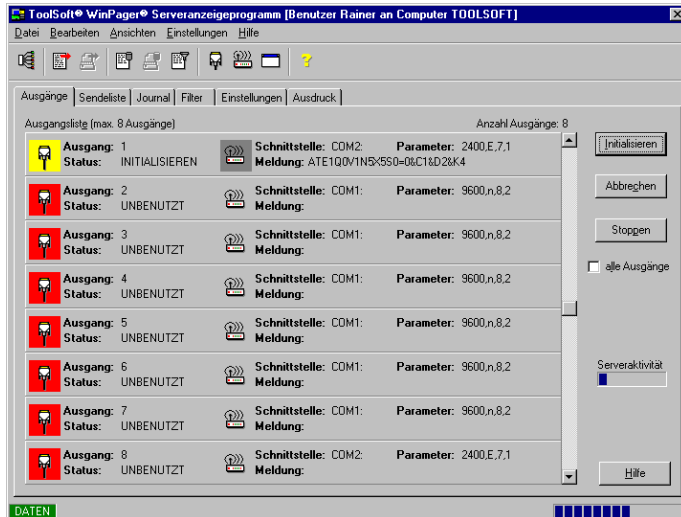 ToolSoft® WinPager® Serveranzeigeprogramm [Benutzer Rainer an Computer TOOLSOFT]
Datei Bearbeiten Ansichten Einstellungen Hilfe
Ausgänge Sendeliste Journal Filter Einstellungen Ausdruck
Ausgangsliste (max. 8 Ausgänge) Anzahl Ausgänge: 8
Ausgang: 1 Schnittstelle: COM2: Parameter: 2400,E,7,1
Status: INITIALISIEREN Meldung: ATE1Q0V1N5X5S0=0&C1&D2&K4
Ausgang: 2 Schnittstelle: COM1: Parameter: 9600,n,8,2
Status: UNBENUTZT Meldung:
Ausgang: 3 Schnittstelle: COM1: Parameter: 9600,n,8,2
Status: UNBENUTZT Meldung:
Ausgang: 4 Schnittstelle: COM1: Parameter: 9600,n,8,2
Status: UNBENUTZT Meldung:
Ausgang: 5 Schnittstelle: COM1: Parameter: 9600,n,8,2
Status: UNBENUTZT Meldung:
Ausgang: 6 Schnittstelle: COM1: Parameter: 9600,n,8,2
Status: UNBENUTZT Meldung:
Ausgang: 7 Schnittstelle: COM1: Parameter: 9600,n,8,2
Status: UNBENUTZT Meldung:
Ausgang: 8 Schnittstelle: COM2: Parameter: 2400,E,7,1
Status: UNBENUTZT Meldung:
Initialisieren
Abbrechen
Stoppen
alle Ausgänge
Serveraktivität
Hilfe
DATEN